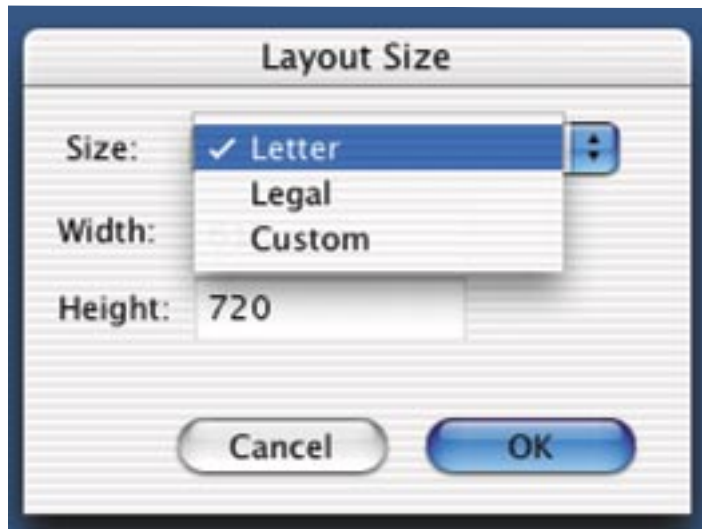 Layout Size
Size:
✓ Letter
Legal
Custom
Width:
Height: 720
Cancel OK